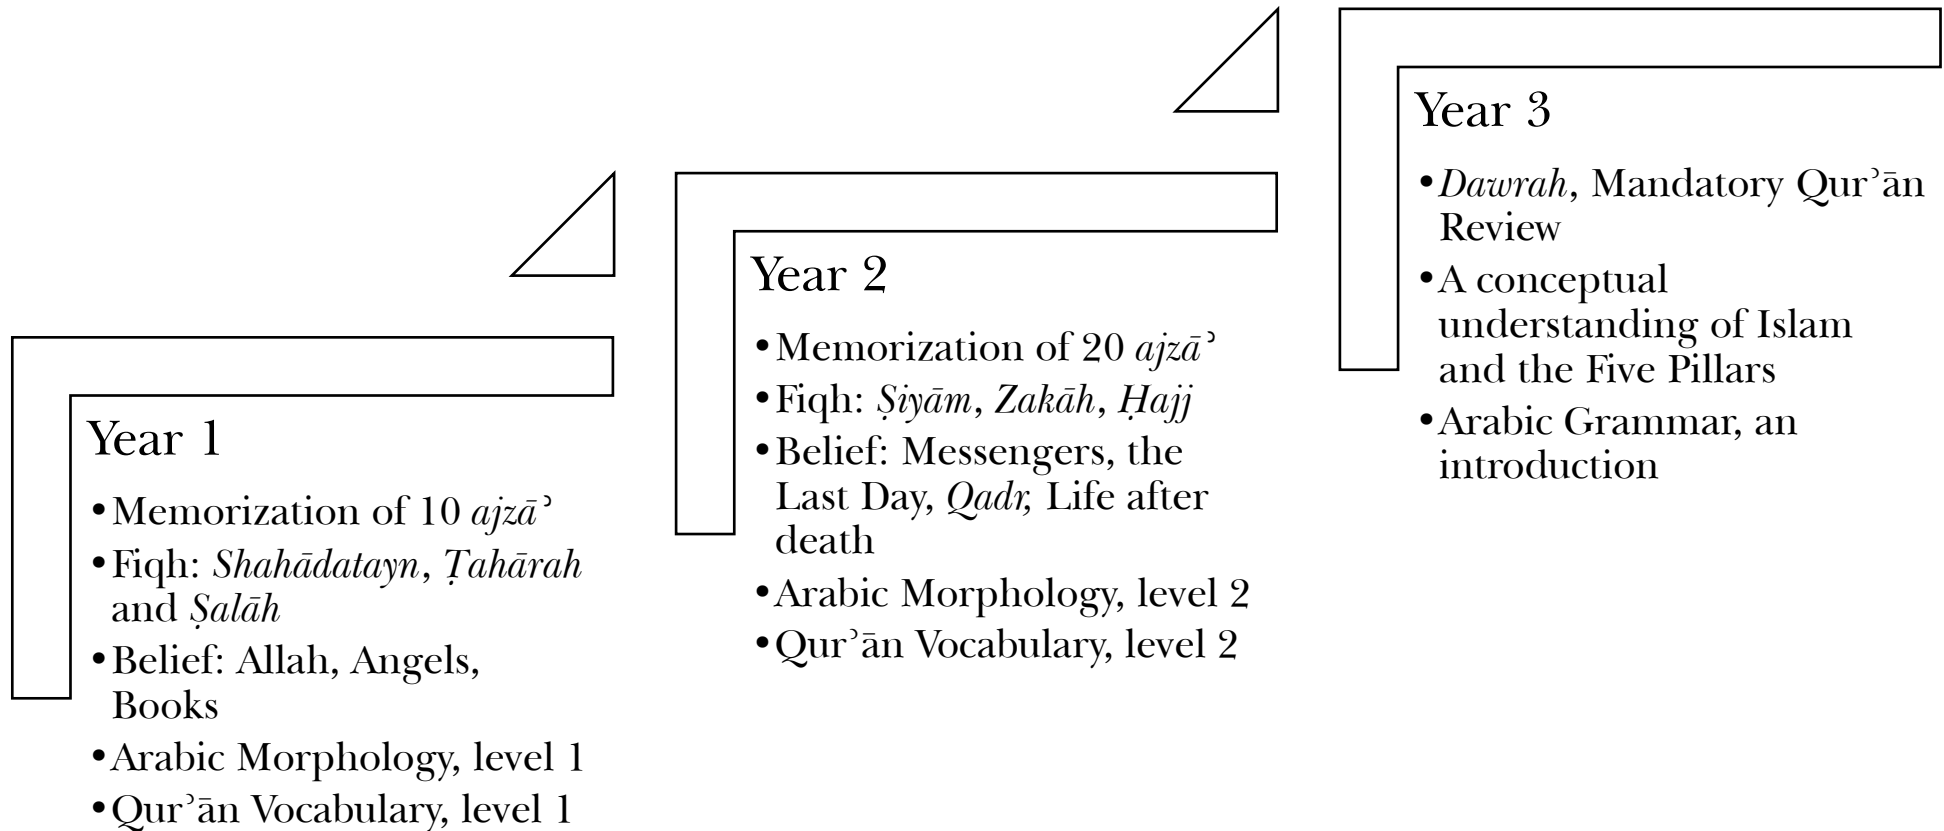 Year 1
•Memorization of 10 ajzāʾ
•Fiqh: Shahādatayn, Ṭahārah
and Ṣalāh
•Belief: Allah, Angels,
Books
•Arabic Morphology, level 1
•Qurʾān Vocabulary, level 1
Year 2
•Memorization of 20 ajzāʾ
•Fiqh: Ṣiyām, Zakāh, Ḥajj
•Belief: Messengers, the
Last Day, Qadr, Life after
death
•Arabic Morphology, level 2
•Qurʾān Vocabulary, level 2
Year 3
•Dawrah, Mandatory Qurʾān
Review
•A conceptual
understanding of Islam
and the Five Pillars
•Arabic Grammar, an
introduction